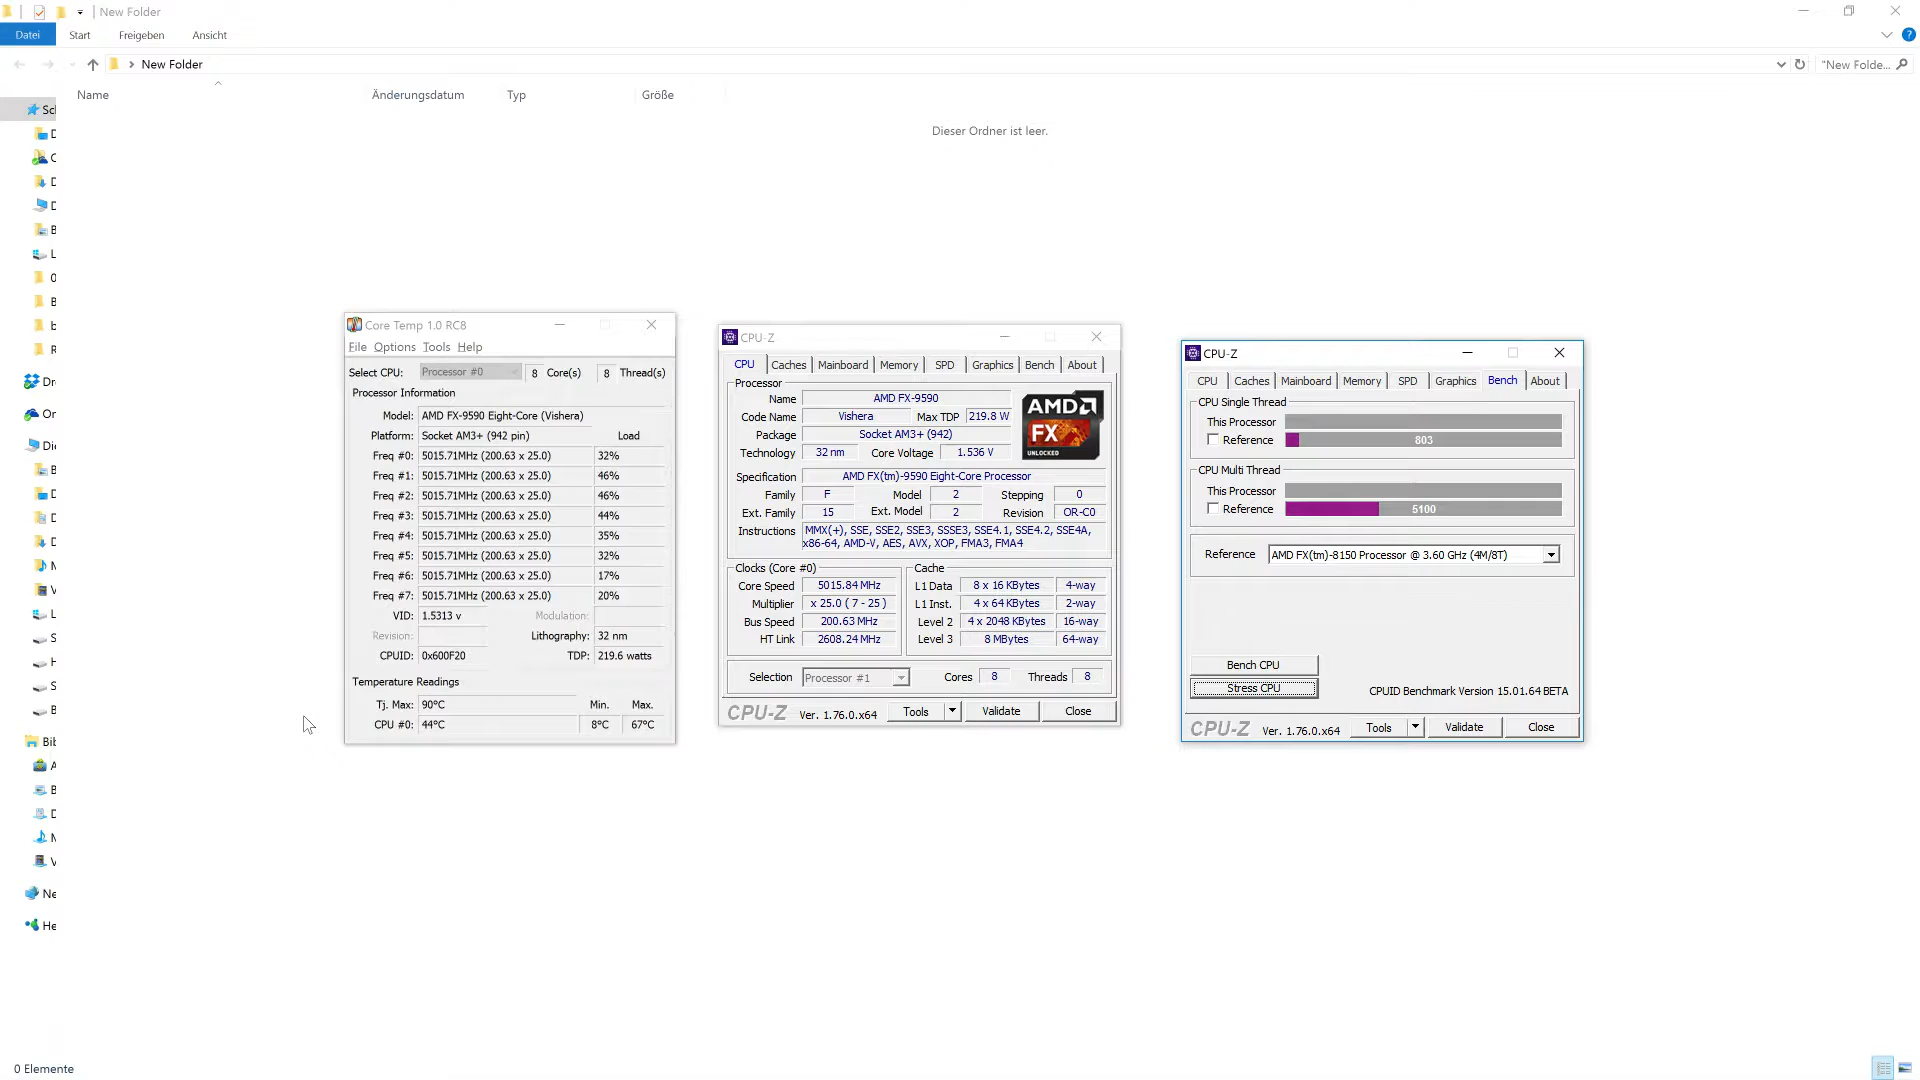 New Folder
Datei Start Freigeben Ansicht
New Folder "New Folde...
Name Änderungsdatum Typ Größe
Dieser Ordner ist leer.
Core Temp 1.0 RC8
File Options Tools Help
Select CPU: Processor #0 8 Core(s) 8 Thread(s)
Processor Information
Model: AMD FX-9590 Eight-Core (Vishera)
Platform: Socket AM3+ (942 pin) Load
Freq #0: 5015.71MHz (200.63 x 25.0) 32%
Freq #1: 5015.71MHz (200.63 x 25.0) 46%
Freq #2: 5015.71MHz (200.63 x 25.0) 46%
Freq #3: 5015.71MHz (200.63 x 25.0) 44%
Freq #4: 5015.71MHz (200.63 x 25.0) 35%
Freq #5: 5015.71MHz (200.63 x 25.0) 32%
Freq #6: 5015.71MHz (200.63 x 25.0) 17%
Freq #7: 5015.71MHz (200.63 x 25.0) 20%
VID: 1.5313 v Modulation:
Revision: Lithography: 32 nm
CPUID: 0x600F20 TDP: 219.6 watts
Temperature Readings
Tj. Max: 90°C Min. Max.
CPU #0: 44°C 8°C 67°C
CPU-Z
CPU Caches Mainboard Memory SPD Graphics Bench About
Processor
Name AMD FX-9590
Code Name Vishera Max TDP 219.8 W
Package Socket AM3+ (942)
Technology 32 nm Core Voltage 1.536 V
AMD
FX
UNLOCKED
Specification AMD FX(tm)-9590 Eight-Core Processor
Family F Model 2 Stepping 0
Ext. Family 15 Ext. Model 2 Revision OR-C0
Instructions MMX(+), SSE, SSE2, SSE3, SSSE3, SSE4.1, SSE4.2, SSE4A,
x86-64, AMD-V, AES, AVX, XOP, FMA3, FMA4
Clocks (Core #0) Cache
Core Speed 5015.84 MHz L1 Data 8 x 16 KBytes 4-way
Multiplier x 25.0 ( 7 - 25 ) L1 Inst. 4 x 64 KBytes 2-way
Bus Speed 200.63 MHz Level 2 4 x 2048 KBytes 16-way
HT Link 2608.24 MHz Level 3 8 MBytes 64-way
Selection Processor #1 Cores 8 Threads 8
CPU-Z Ver. 1.76.0.x64 Tools Validate Close
CPU-Z
CPU Caches Mainboard Memory SPD Graphics Bench About
CPU Single Thread
This Processor
Reference 803
CPU Multi Thread
This Processor
Reference 5100
Reference AMD FX(tm)-8150 Processor @ 3.60 GHz (4M/8T)
Bench CPU
Stress CPU CPUID Benchmark Version 15.01.64 BETA
CPU-Z Ver. 1.76.0.x64 Tools Validate Close
0 Elemente